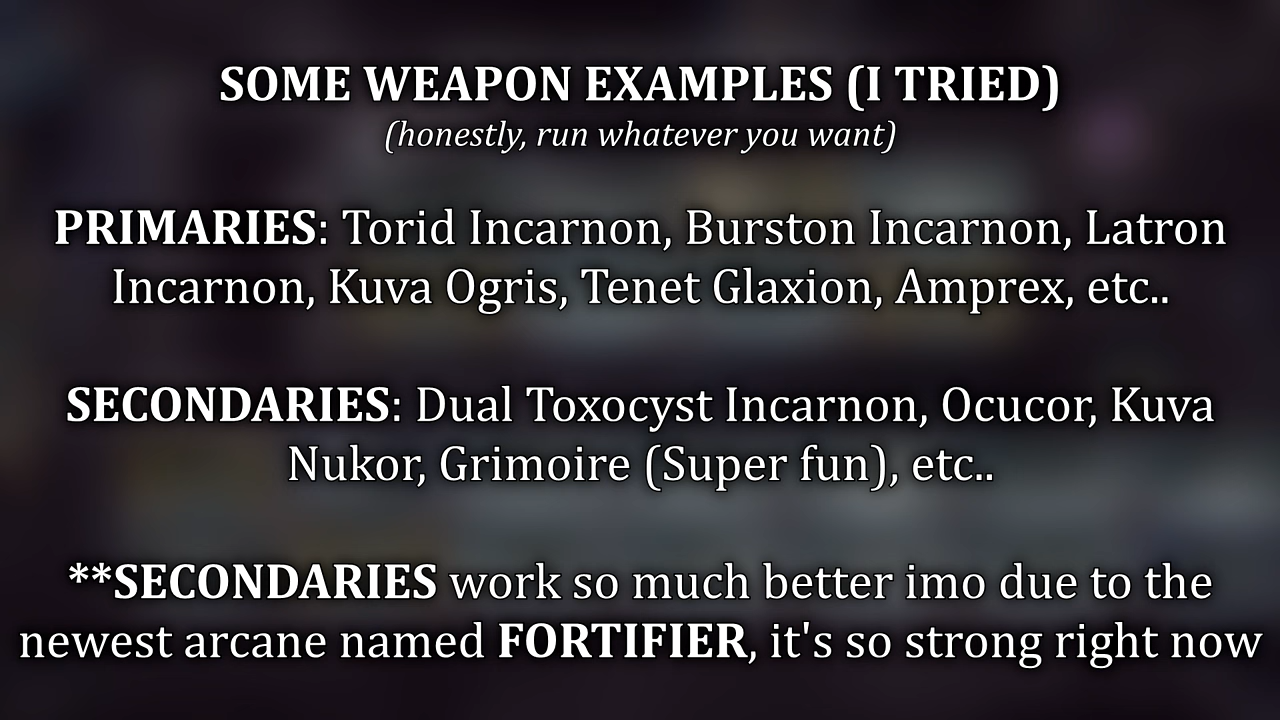 SOME WEAPON EXAMPLES (I TRIED)
(honestly, run whatever you want)
PRIMARIES: Torid Incarnon, Burston Incarnon, Latron
Incarnon, Kuva Ogris, Tenet Glaxion, Amprex, etc..
SECONDARIES: Dual Toxocyst Incarnon, Ocucor, Kuva
Nukor, Grimoire (Super fun), etc..
**SECONDARIES work so much better imo due to the
newest arcane named FORTIFIER, it's so strong right now